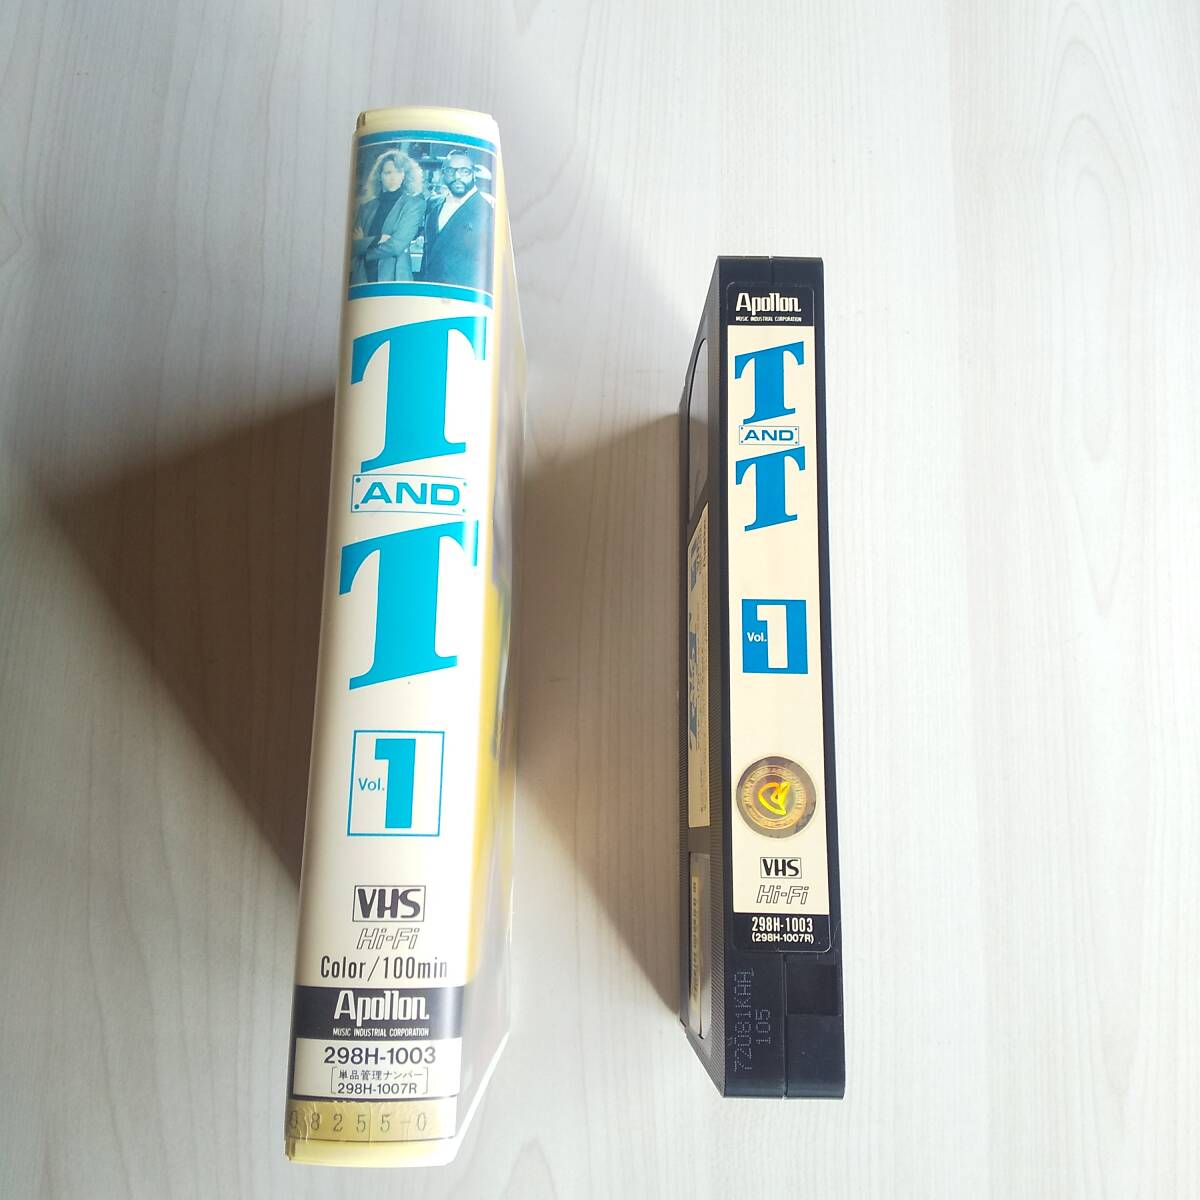 T
AND
T
Vol. 1
VHS
Hi-Fi
Color/100min
Apollon
MUSIC INDUSTRIAL CORPORATION
298H-1003
[単品管理ナンバー
298H-1007R]
08255-0
Apollon
MUSIC INDUSTRIAL CORPORATION
T
AND
T
Vol. 1
VHS
Hi-Fi
298H-1003
(298H-1007R)
72081KAA
105